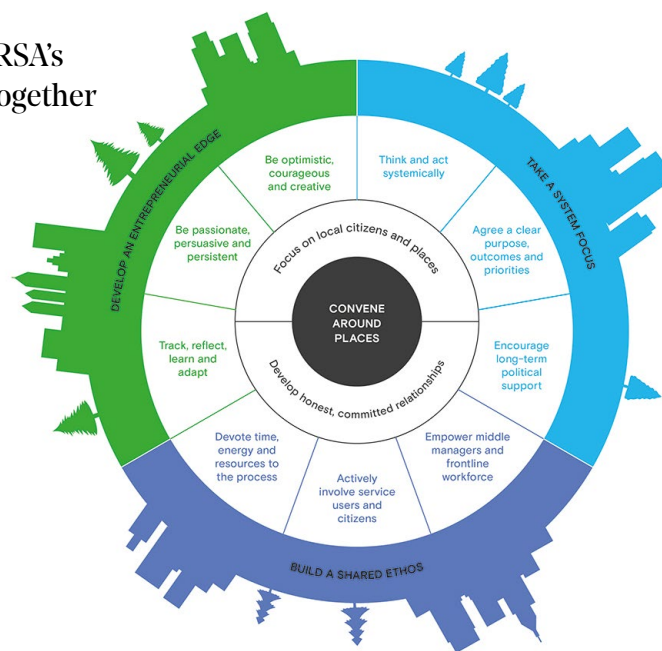 RSA's
ogether
DEVELOP AN ENTREPRENEURIAL EDGE
TAKE A SYSTEM FOCUS
BUILD A SHARED ETHOS
Be optimistic,
courageous
and creative
Think and act
systemically
Be passionate,
persuasive and
persistent
Agree a clear
purpose,
outcomes and
priorities
Track, reflect,
learn and
adapt
Encourage
long-term
political
support
Devote time,
energy and
resources to
the process
Actively
involve service
users and
citizens
Empower middle
managers and
frontline
workforce
Focus on local citizens and places
CONVENE
AROUND
PLACES
Develop honest, committed relationships